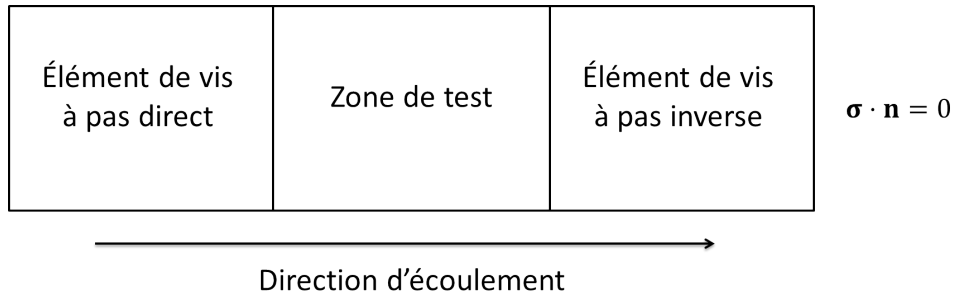 Élément de vis
à pas direct
Zone de test
Élément de vis
à pas inverse
σ · n = 0
Direction d’écoulement